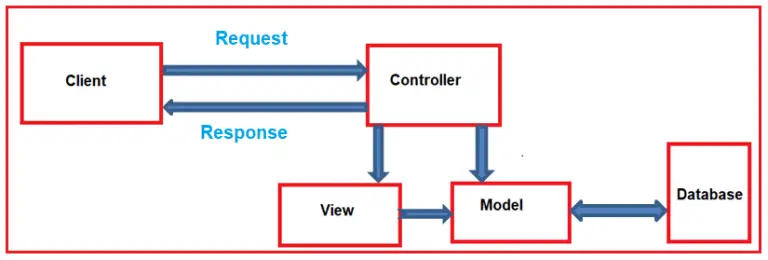 Request
Client
Controller
Response
View
Model
Database